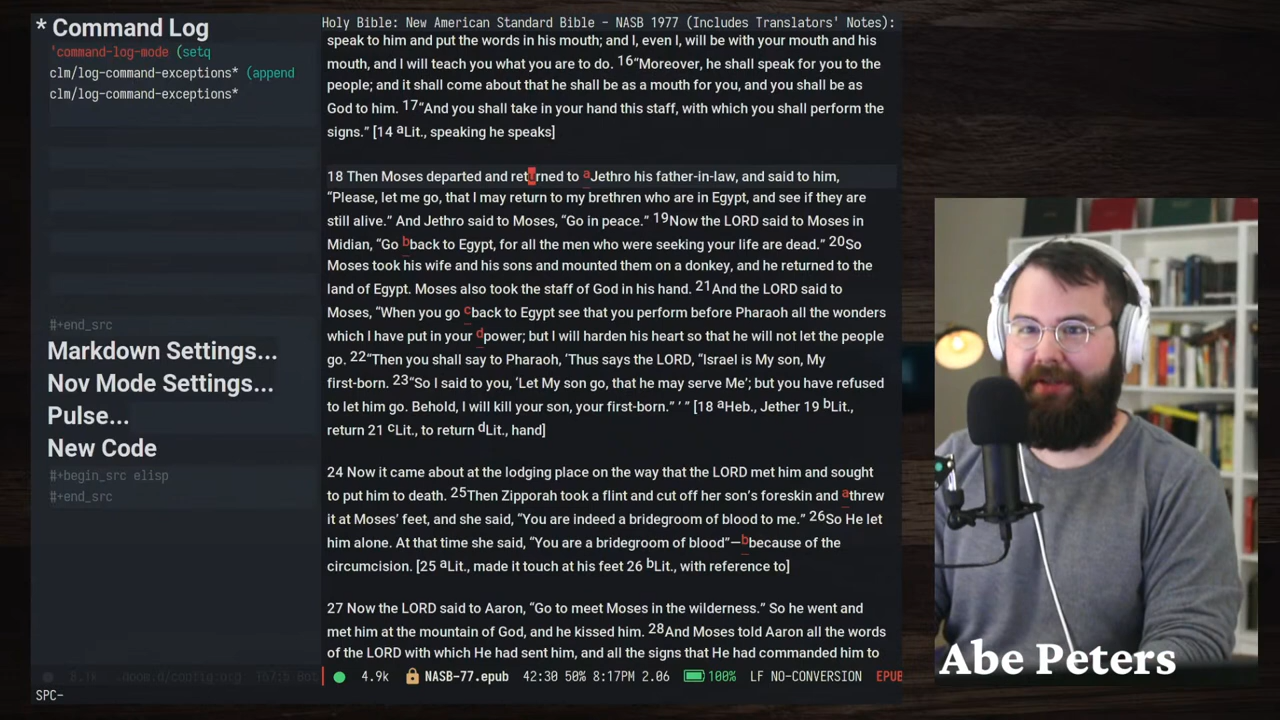 * Command Log
'command-log-mode (setq
clm/log-command-exceptions* (append
clm/log-command-exceptions*
#+end_src
Markdown Settings...
Nov Mode Settings...
Pulse...
New Code
#+begin_src elisp
#+end_src
Holy Bible: New American Standard Bible - NASB 1977 (Includes Translators' Notes):
speak to him and put the words in his mouth; and I, even I, will be with your mouth and his
mouth, and I will teach you what you are to do. 16“Moreover, he shall speak for you to the
people; and it shall come about that he shall be as a mouth for you, and you shall be as
God to him. 17“And you shall take in your hand this staff, with which you shall perform the
signs.” [14 aLit., speaking he speaks]
18 Then Moses departed and returned to aJethro his father-in-law, and said to him,
“Please, let me go, that I may return to my brethren who are in Egypt, and see if they are
still alive.” And Jethro said to Moses, “Go in peace.” 19Now the LORD said to Moses in
Midian, “Go bback to Egypt, for all the men who were seeking your life are dead.” 20So
Moses took his wife and his sons and mounted them on a donkey, and he returned to the
land of Egypt. Moses also took the staff of God in his hand. 21And the LORD said to
Moses, “When you go cback to Egypt see that you perform before Pharaoh all the wonders
which I have put in your dpower; but I will harden his heart so that he will not let the people
go. 22“Then you shall say to Pharaoh, ‘Thus says the LORD, “Israel is My son, My
first-born. 23“So I said to you, ‘Let My son go, that he may serve Me’; but you have refused
to let him go. Behold, I will kill your son, your first-born.” ’ ” [18 aHeb., Jether 19 bLit.,
return 21 cLit., to return dLit., hand]
24 Now it came about at the lodging place on the way that the LORD met him and sought
to put him to death. 25Then Zipporah took a flint and cut off her son’s foreskin and athrew
it at Moses’ feet, and she said, “You are indeed a bridegroom of blood to me.” 26So He let
him alone. At that time she said, “You are a bridegroom of blood”—bbecause of the
circumcision. [25 aLit., made it touch at his feet 26 bLit., with reference to]
27 Now the LORD said to Aaron, “Go to meet Moses in the wilderness.” So he went and
met him at the mountain of God, and he kissed him. 28And Moses told Aaron all the words
of the LORD with which He had sent him, and all the signs that He had commanded him to
4.9k NASB-77.epub 42:30 50% 8:17PM 2.06 100% LF NO-CONVERSION EPUB
SPC-
Abe Peters